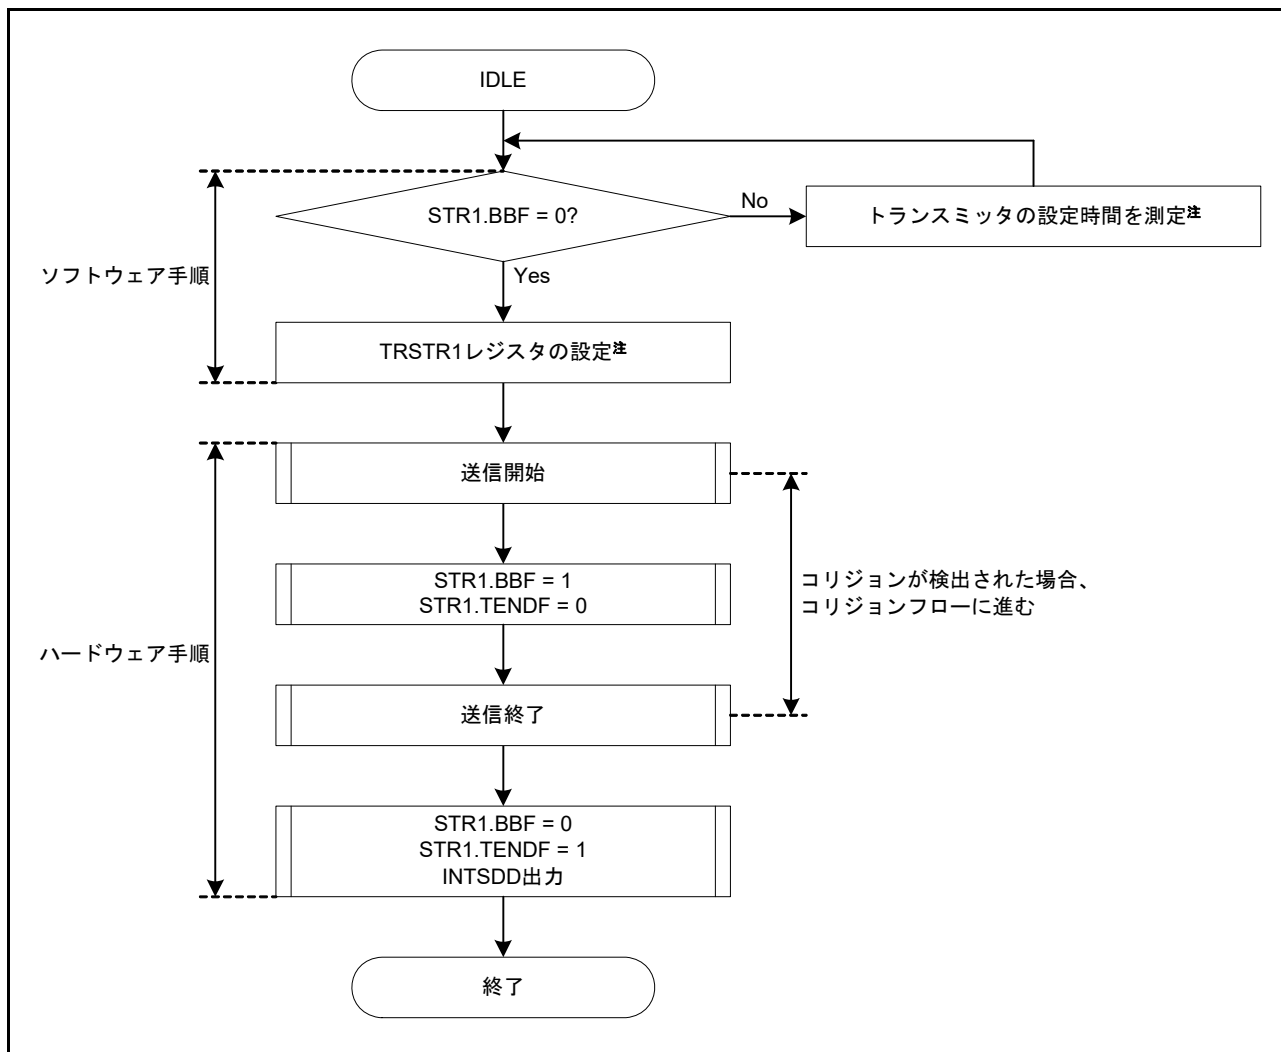 IDLE
STR1.BBF = 0?
No
トランスミッタの設定時間を測定注
Yes
ソフトウェア手順
TRSTR1レジスタの設定注
送信開始
STR1.BBF = 1
STR1.TENDF = 0
コリジョンが検出された場合、
コリジョンフローに進む
ハードウェア手順
送信終了
STR1.BBF = 0
STR1.TENDF = 1
INTSDD出力
終了